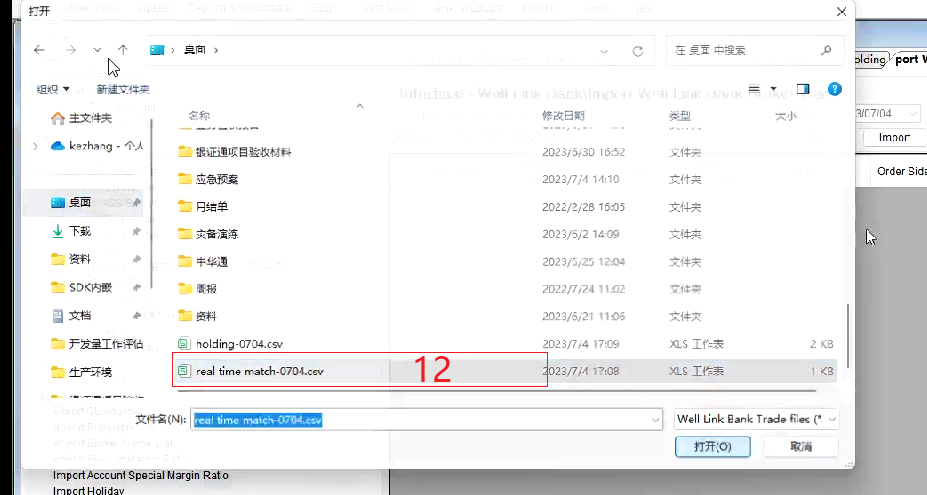 打开
桌面
在 桌面 中搜索
组织
新建文件夹
Interface - Well Link Bank\Import Well Link Bank Broker
olding
port W
3/07/04
Import
Order Side
主文件夹
kezhang - 个人
桌面
下载
资料
SDK内嵌
文档
开发量工作评估
生产环境
名称 修改日期 类型 大小
银证通项目验收材料 2023/6/30 16:52 文件夹
应急预案 2023/7/4 14:10 文件夹
月结单 2022/2/28 16:05 文件夹
灾备演练 2023/6/2 14:09 文件夹
中华通 2023/5/25 12:04 文件夹
周报 2022/7/24 11:02 文件夹
资料 2023/6/21 11:06 文件夹
holding-0704.csv 2023/7/4 17:09 XLS 工作表 2 KB
real time match-0704.csv 12 2023/7/4 17:08 XLS 工作表 1 KB
文件名(N): real time match-0704.csv
Well Link Bank Trade files (*
打开(O) 取消
Import Account Special Margin Ratio
Import Holiday